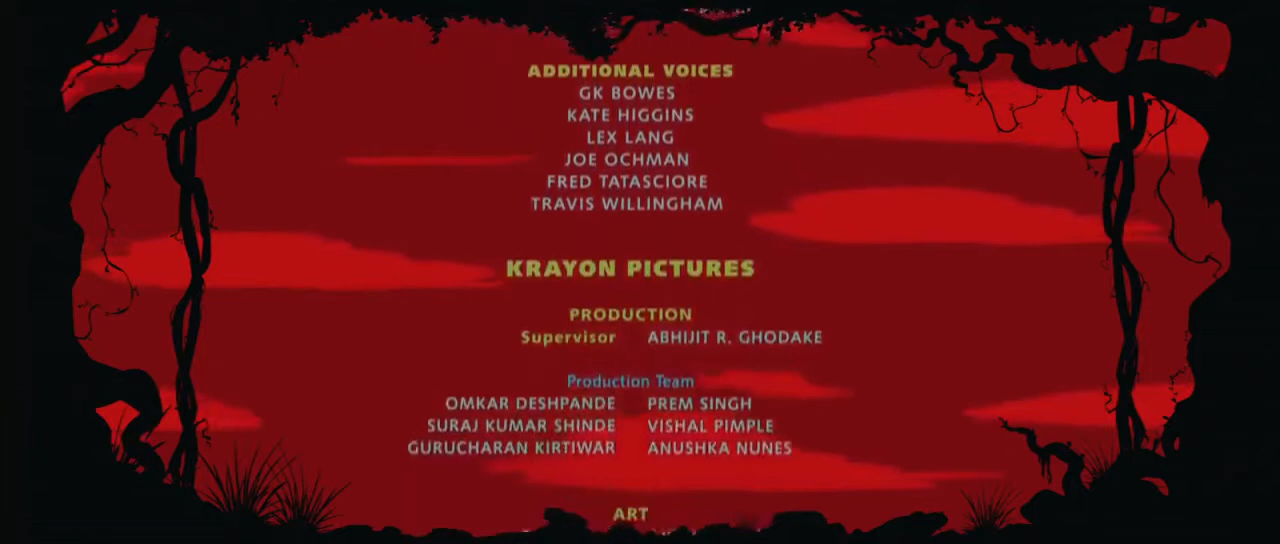 ADDITIONAL VOICES
GK BOWES
KATE HIGGINS
LEX LANG
JOE OCHMAN
FRED TATASCIORE
TRAVIS WILLINGHAM
KRAYON PICTURES
PRODUCTION
Supervisor ABHIJIT R. GHODAKE
Production Team
OMKAR DESHPANDE PREM SINGH
SURAJ KUMAR SHINDE VISHAL PIMPLE
GURUCHARAN KIRTIWAR ANUSHKA NUNES
ART